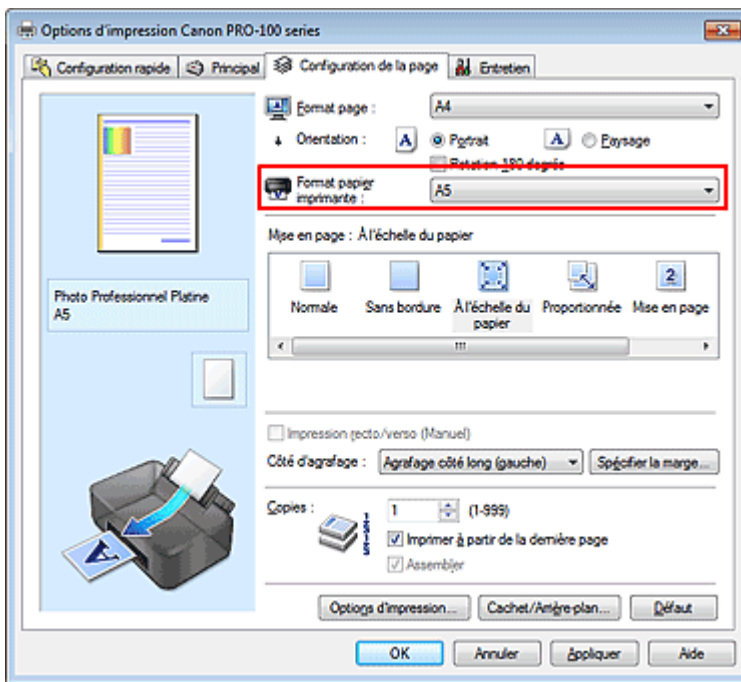 Options d'impression Canon PRO-100 series
Configuration rapide Principal Configuration de la page Entretien
Format page : A4
Orientation : A Portrait A Paysage
Rotation 180 degrés
Format papier imprimante : A5
Mise en page : À l'échelle du papier
Normale Sans bordure À l'échelle du papier Proportionnée Mise en page
Photo Professionnel Platine
A5
Impression recto/verso (Manuel)
Côté d'agrafage : Agrafage côté long (gauche) Spécifier la marge...
Copies : 1 (1-999)
Imprimer à partir de la dernière page
Assembler
Options d'impression... Cachet/Arrière-plan... Défaut
OK Annuler Appliquer Aide